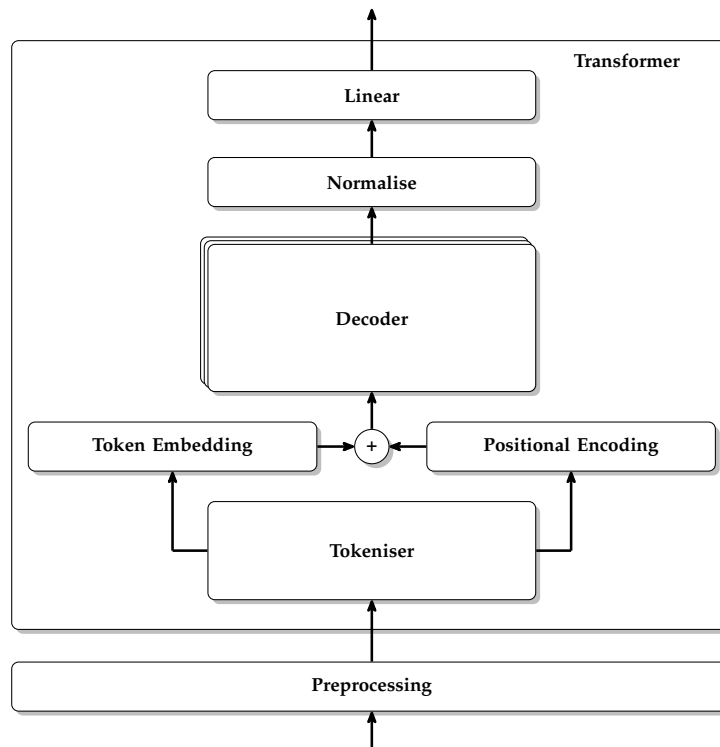 Transformer
Linear
Normalise
Decoder
Token Embedding
+
Positional Encoding
Tokeniser
Preprocessing